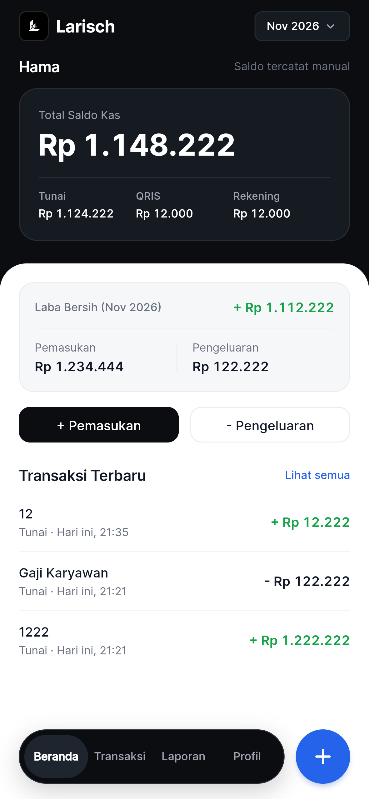 Larisch
Nov 2026
Hama
Saldo tercatat manual
Total Saldo Kas
Rp 1.148.222
Tunai QRIS Rekening
Rp 1.124.222 Rp 12.000 Rp 12.000
Laba Bersih (Nov 2026) + Rp 1.112.222
Pemasukan Pengeluaran
Rp 1.234.444 Rp 122.222
+ Pemasukan - Pengeluaran
Transaksi Terbaru Lihat semua
12
Tunai · Hari ini, 21:35
+ Rp 12.222
Gaji Karyawan
Tunai · Hari ini, 21:21
- Rp 122.222
1222
Tunai · Hari ini, 21:21
+ Rp 1.222.222
Beranda Transaksi Laporan Profil
+